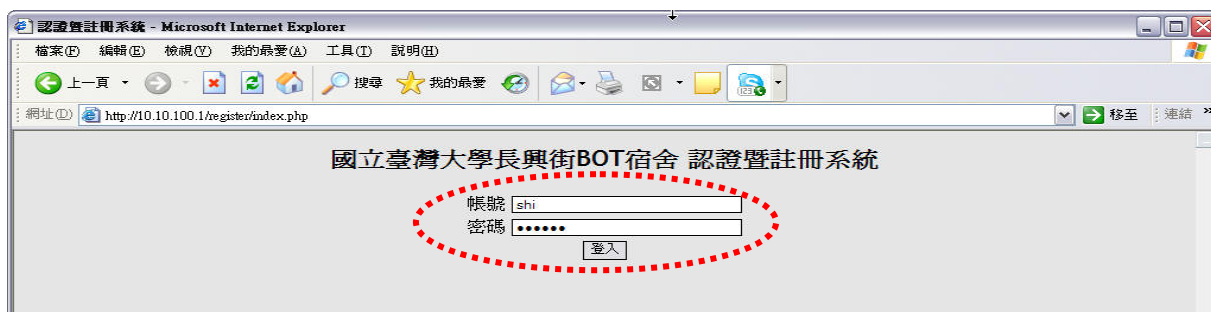 認證暨註冊系統 - Microsoft Internet Explorer
檔案(F) 編輯(E) 檢視(V) 我的最愛(A) 工具(T) 說明(H)
上一頁 搜尋 我的最愛
網址(D) http://10.10.100.1/register/index.php 移至 連結 »
國立臺灣大學長興街BOT宿舍 認證暨註冊系統
帳號 shi
密碼 ••••••
登入